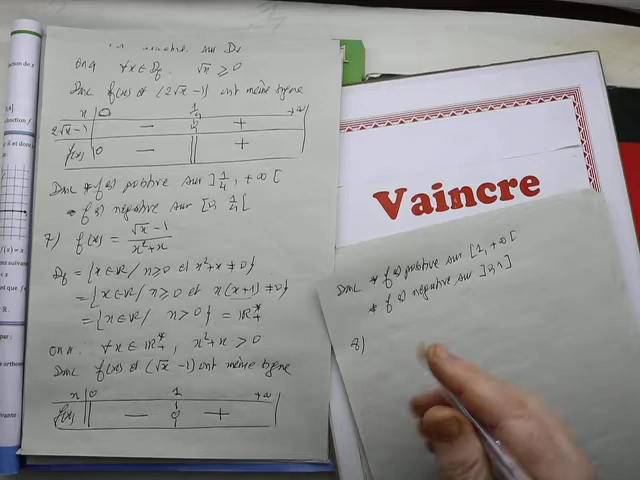 on a ∀x ∈ Df. √x ≥ 0
Donc f(x) et (2√x - 1) ont même signe
x | 0 1/4 +∞
2√x - 1 | - 0 +
f(x) | 0 - || +
Donc * f(x) positive sur ]1/4, +∞[
* f(x) négative sur [0, 1/4[
7) f(x) = (√x - 1)/(x² + x)
Df = {x ∈ ℝ / x ≥ 0 et x² + x ≠ 0}
= {x ∈ ℝ / x ≥ 0 et x(x + 1) ≠ 0}
= {x ∈ ℝ / x > 0} = ℝ*₊
on a. ∀x ∈ ℝ*₊, x² + x > 0
Donc f(x) et (√x - 1) ont même signe
x | 0 1 +∞
f(x) || - 0 +
Vaincre
Donc * f(x) positive sur [1, +∞[
* f(x) négative sur ]0, 1]
8)